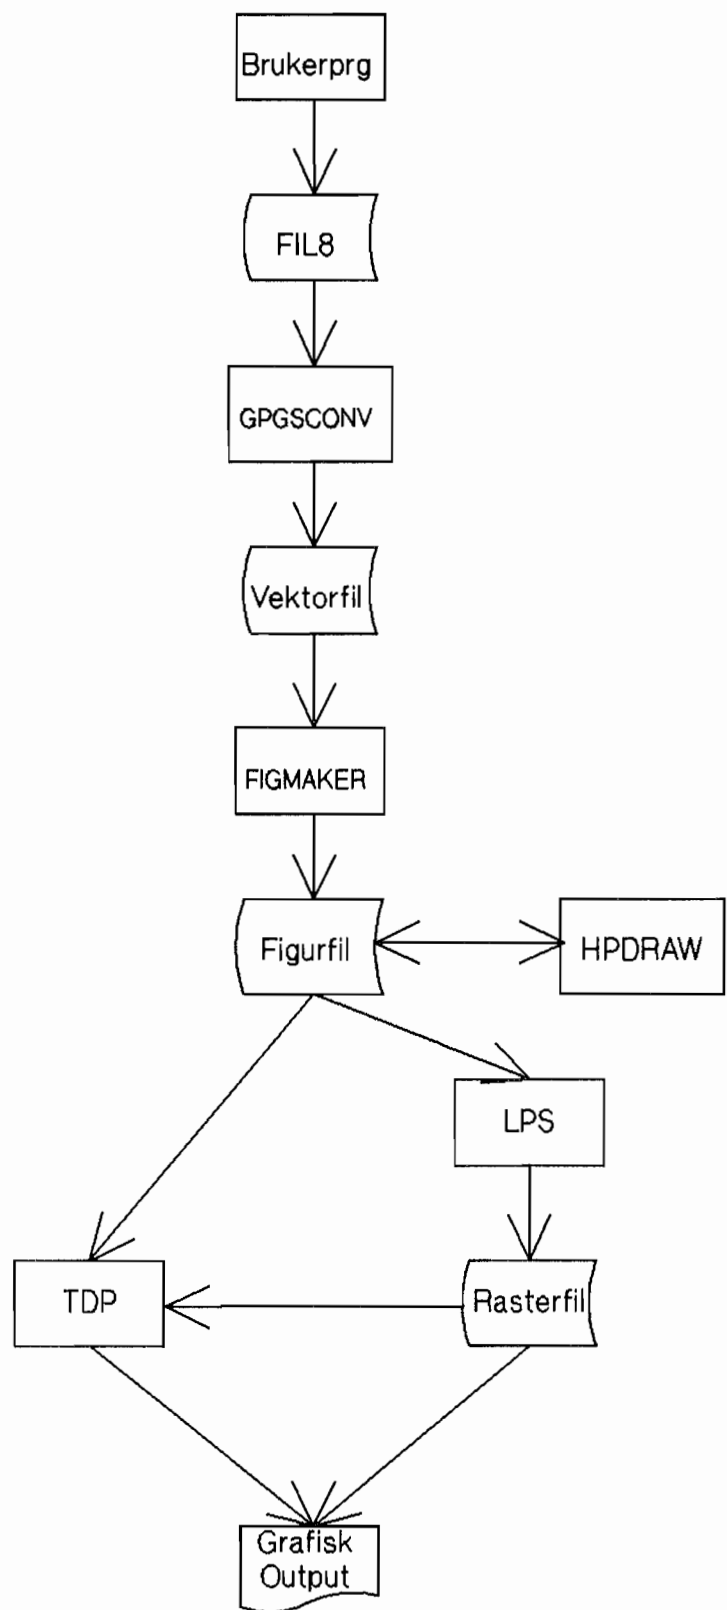 Brukerprg
FIL8
GPGSCONV
Vektorfil
FIGMAKER
Figurfil
HPDRAW
LPS
TDP
Rasterfil
Grafisk
Output